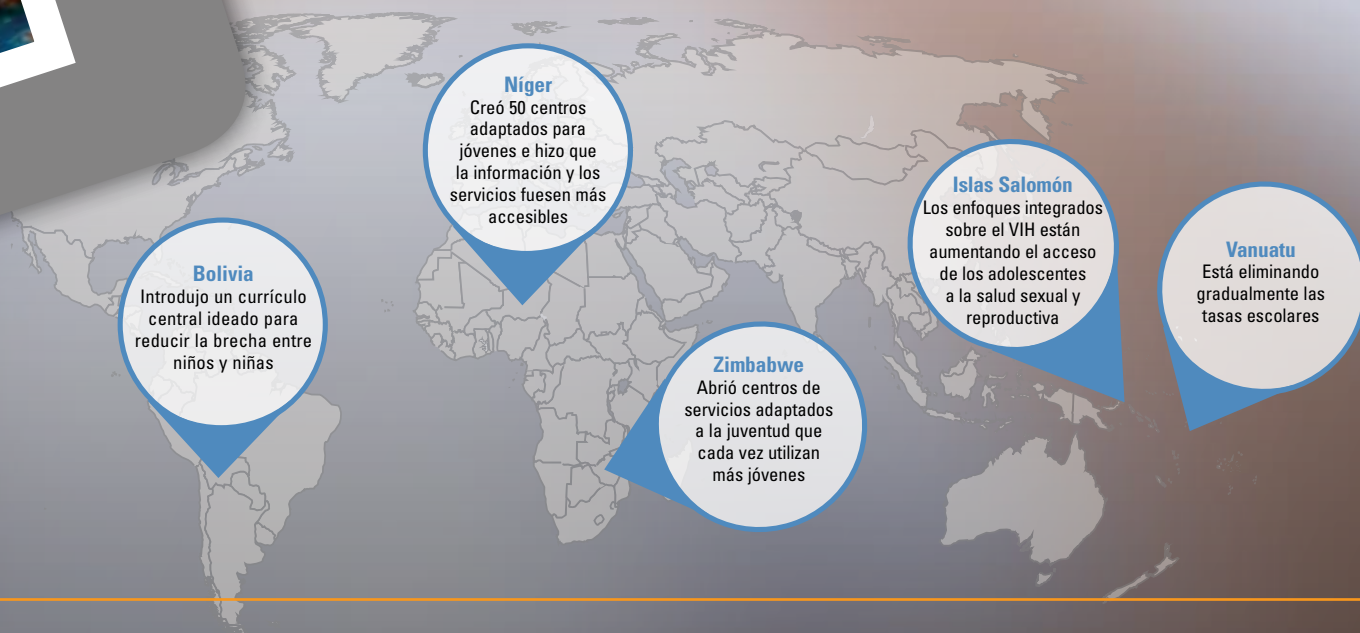 Níger
Creó 50 centros
adaptados para
jóvenes e hizo que
la información y los
servicios fuesen más
accesibles
Bolivia
Introdujo un currículo
central ideado para
reducir la brecha entre
niños y niñas
Zimbabwe
Abrió centros de
servicios adaptados
a la juventud que
cada vez utilizan
más jóvenes
Islas Salomón
Los enfoques integrados
sobre el VIH están
aumentando el acceso
de los adolescentes
a la salud sexual y
reproductiva
Vanuatu
Está eliminando
gradualmente las
tasas escolares